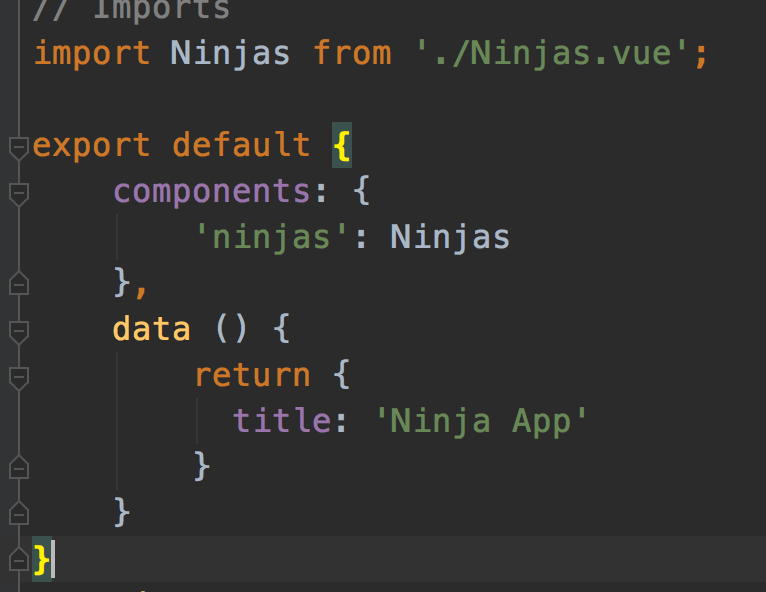 // Imports
import Ninjas from './Ninjas.vue';
export default {
    components: {
        'ninjas': Ninjas
    },
    data () {
        return {
          title: 'Ninja App'
        }
    }
}